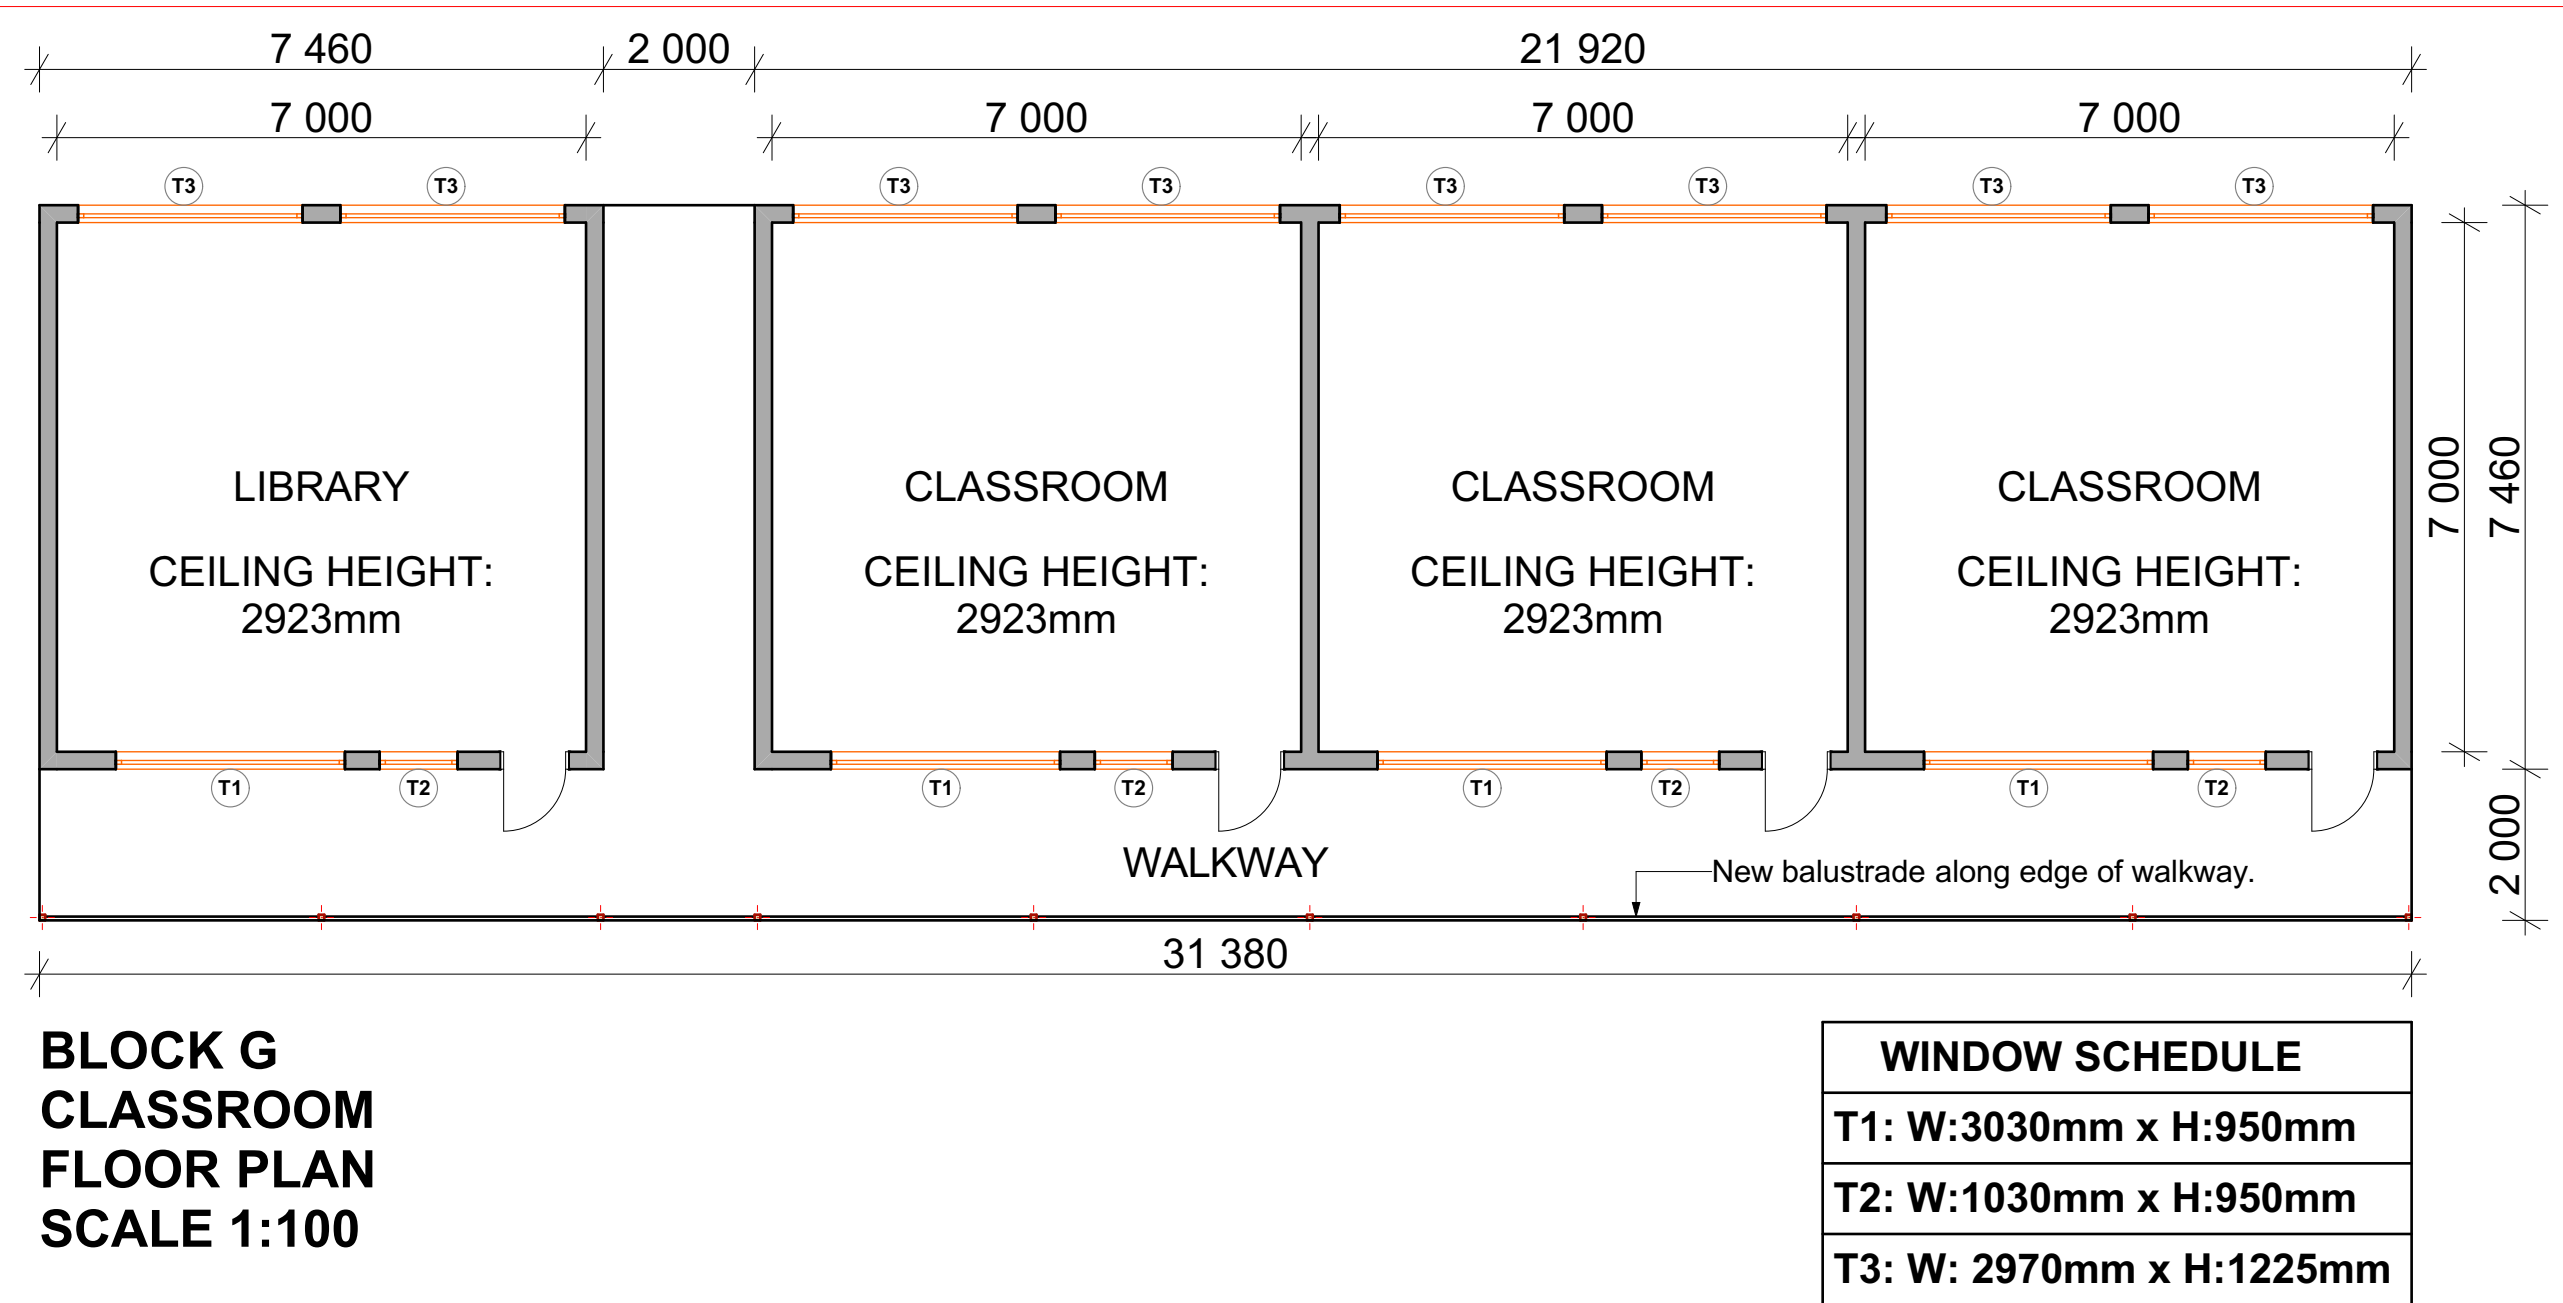 7 460
2 000
21 920
7 000
7 000
7 000
7 000
T3
T3
T3
T3
T3
T3
T3
T3
LIBRARY
CEILING HEIGHT:
2923mm
CLASSROOM
CEILING HEIGHT:
2923mm
CLASSROOM
CEILING HEIGHT:
2923mm
CLASSROOM
CEILING HEIGHT:
2923mm
7 000
7 460
T1
T2
T1
T2
T1
T2
T1
T2
WALKWAY
New balustrade along edge of walkway.
2 000
31 380
BLOCK G
CLASSROOM
FLOOR PLAN
SCALE 1:100
WINDOW SCHEDULE
T1: W:3030mm x H:950mm
T2: W:1030mm x H:950mm
T3: W: 2970mm x H:1225mm